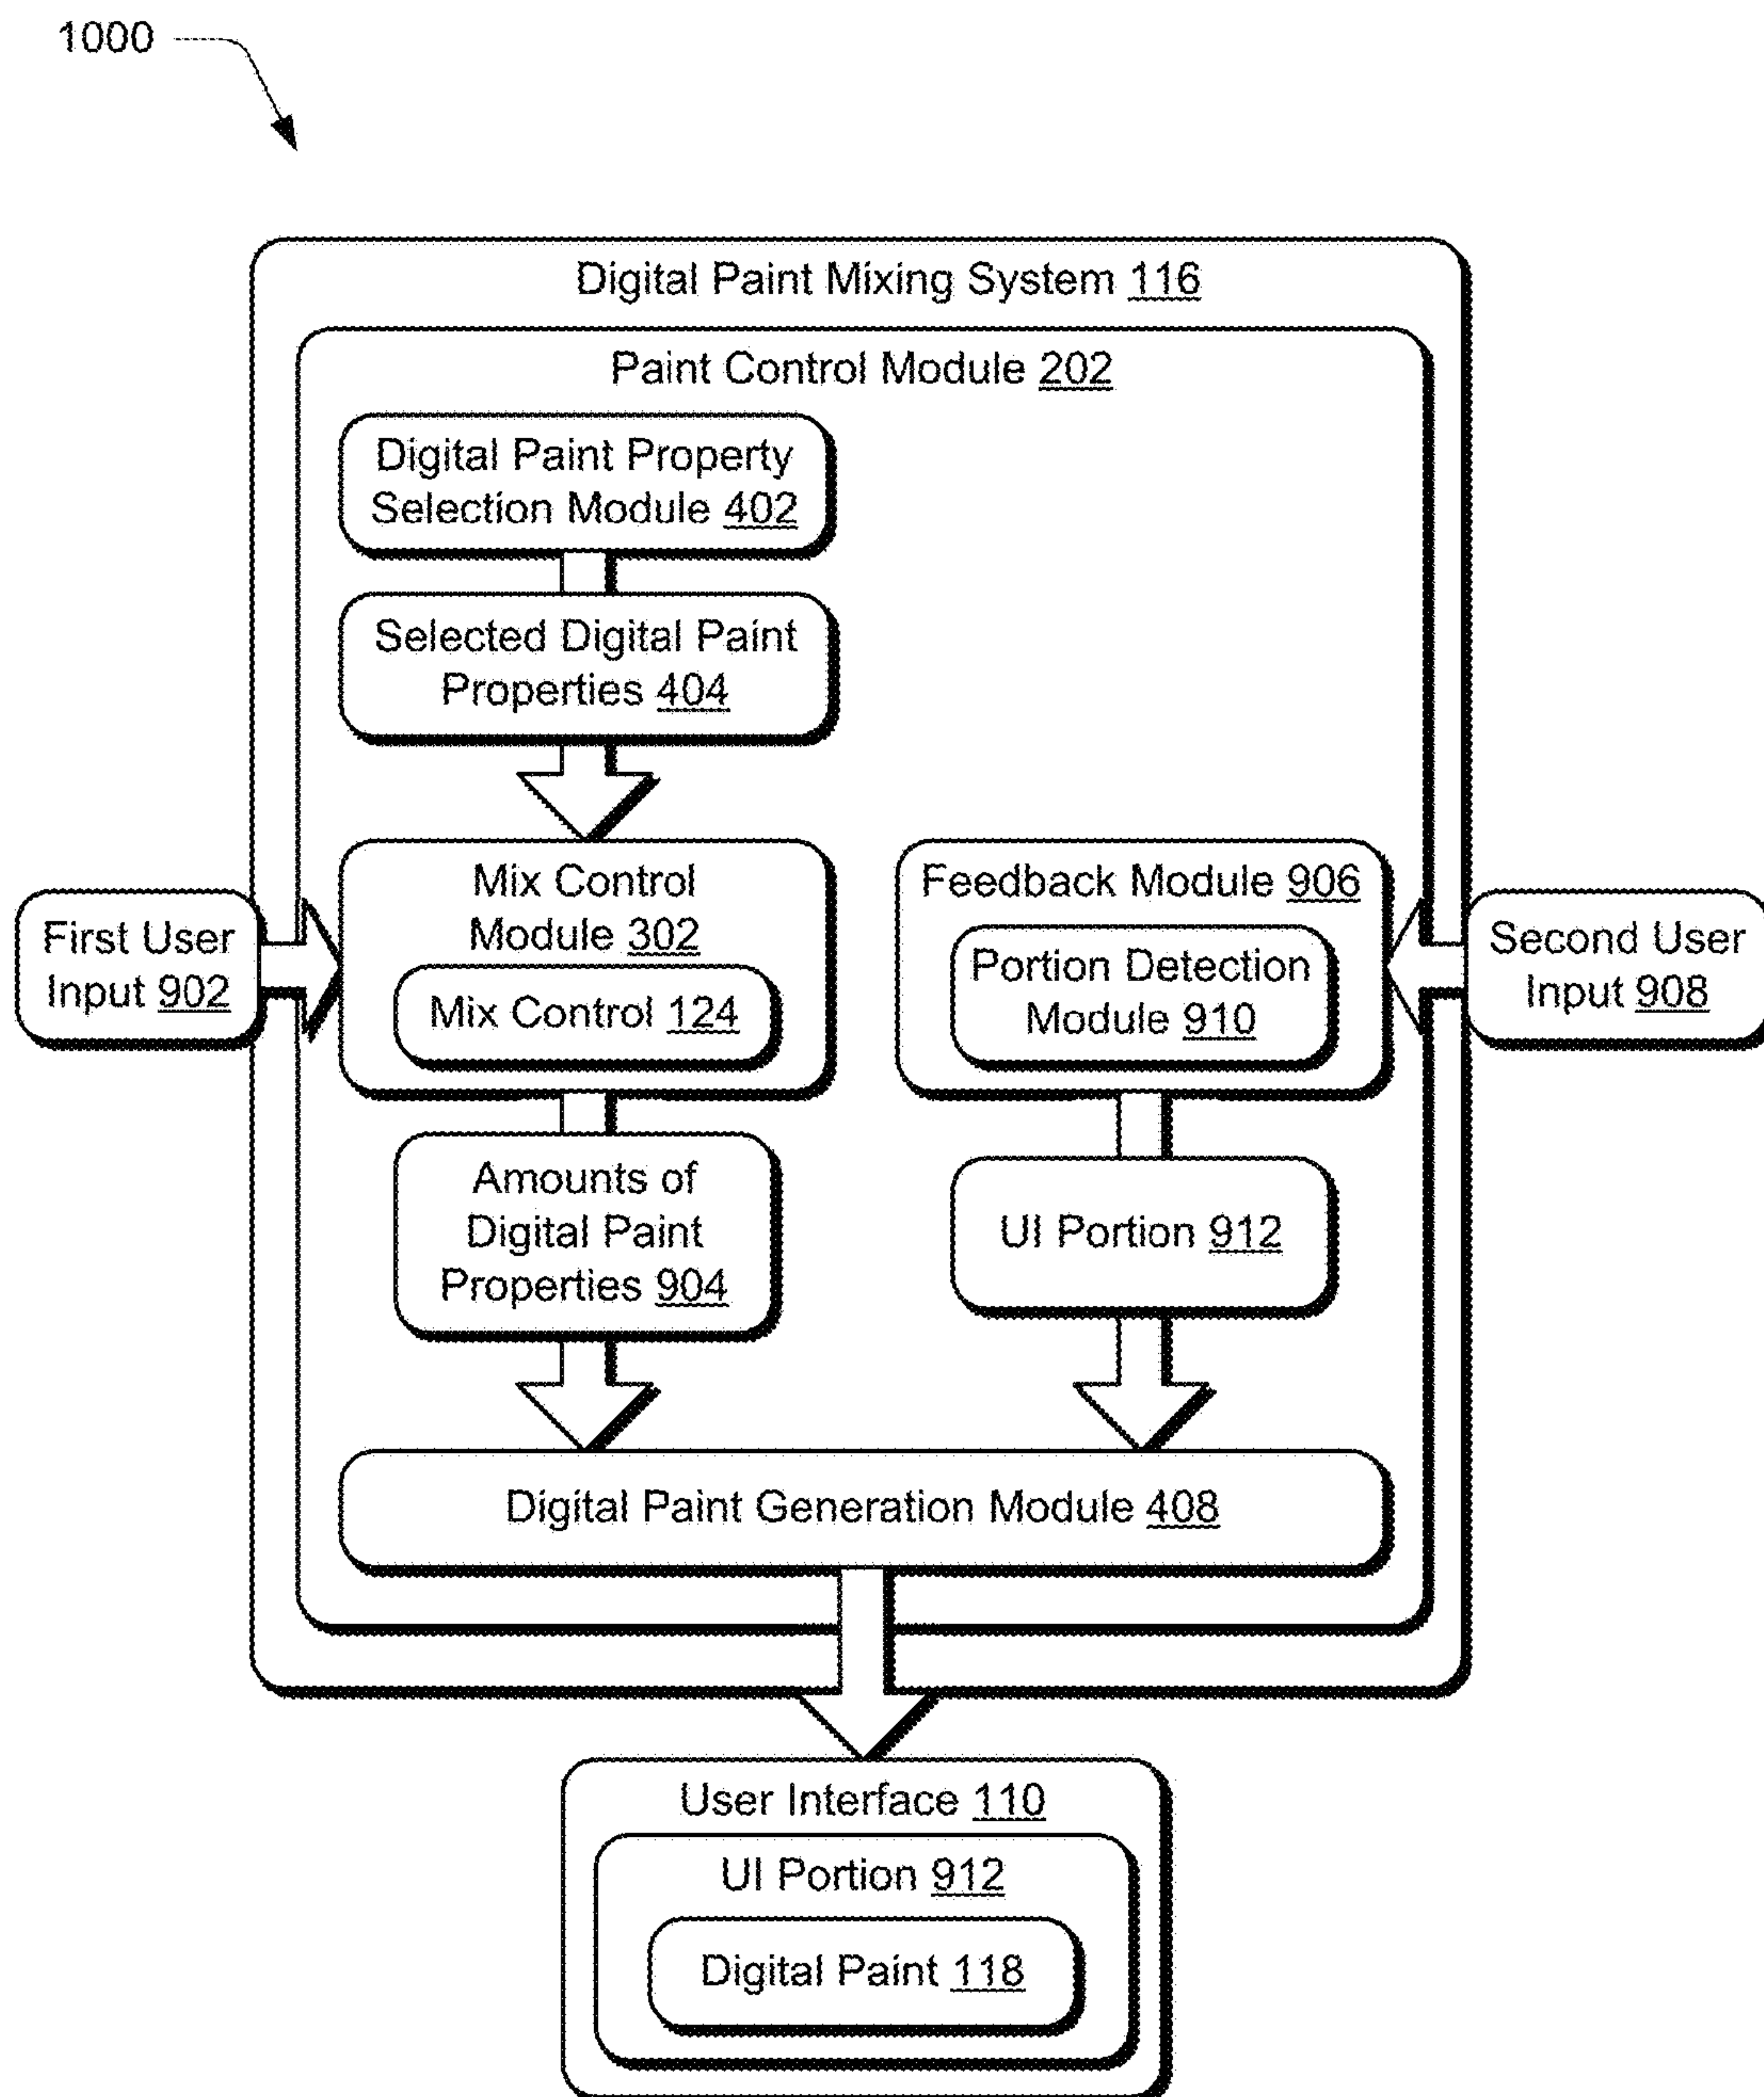 1000
Digital Paint Mixing System 116
Paint Control Module 202
Digital Paint Property
Selection Module 402
Selected Digital Paint
Properties 404
First User
Input 902
Mix Control
Module 302
Mix Control 124
Feedback Module 906
Portion Detection
Module 910
Second User
Input 908
Amounts of
Digital Paint
Properties 904
UI Portion 912
Digital Paint Generation Module 408
User Interface 110
UI Portion 912
Digital Paint 118